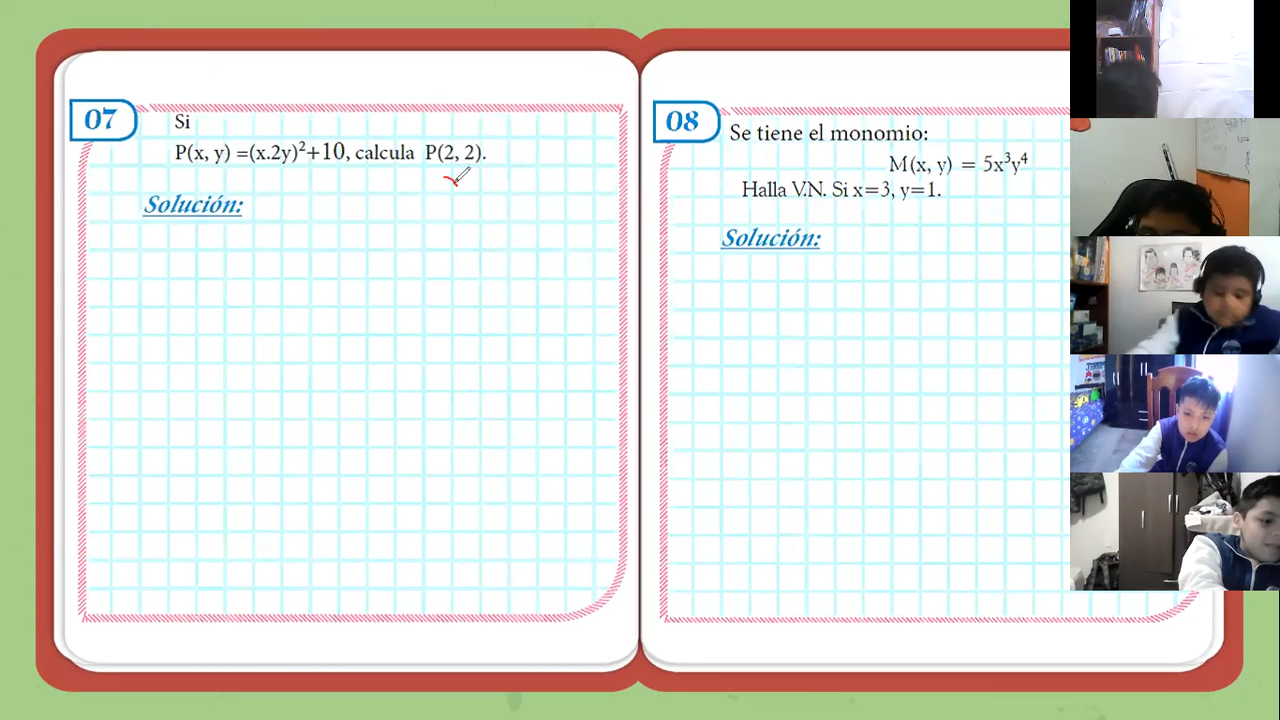 07
Si
P(x, y) =(x.2y)²+10, calcula P(2, 2).
Solución:
08
Se tiene el monomio:
M(x, y) = 5x³y⁴
Halla V.N. Si x=3, y=1.
Solución: